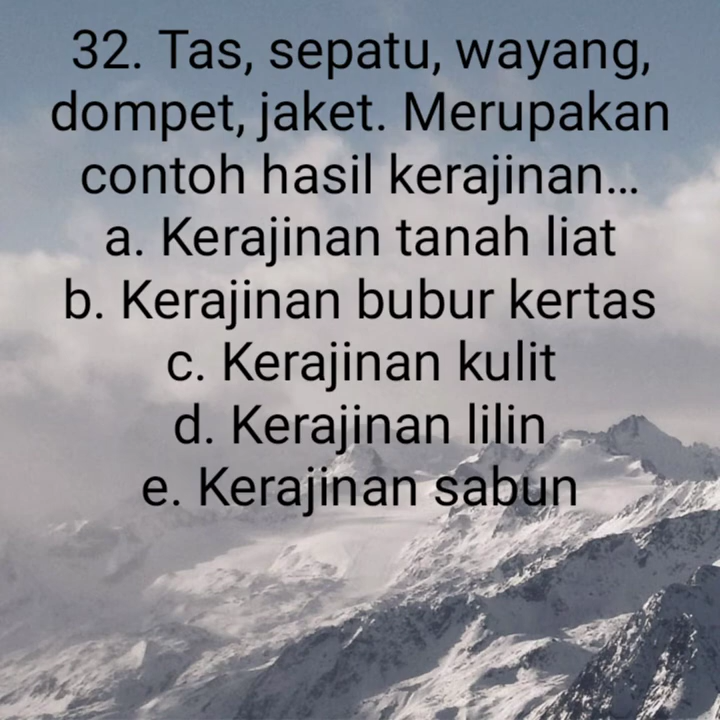 32. Tas, sepatu, wayang,
dompet, jaket. Merupakan
contoh hasil kerajinan...
a. Kerajinan tanah liat
b. Kerajinan bubur kertas
c. Kerajinan kulit
d. Kerajinan lilin
e. Kerajinan sabun